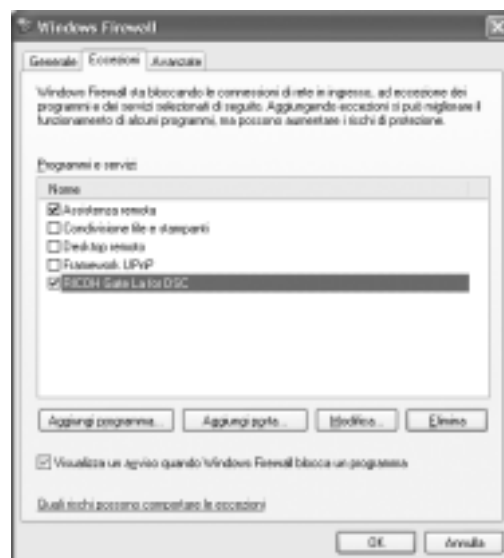 Windows Firewall
Generale Eccezioni Avanzate
Windows Firewall sta bloccando le connessioni di rete in ingresso, ad eccezione dei
programmi e dei servizi selezionati di seguito. Aggiungendo eccezioni si può migliorare il
funzionamento di alcuni programmi, ma possono aumentare i rischi di protezione.
Programmi e servizi
Nome
Assistenza remota
Condivisione file e stampanti
Desktop remoto
Framework UPnP
RICOH Gate La for DSC
Aggiungi programma... Aggiungi porta... Modifica... Elimina
Visualizza un avviso quando Windows Firewall blocca un programma
Quali rischi possono comportare le eccezioni
OK Annulla